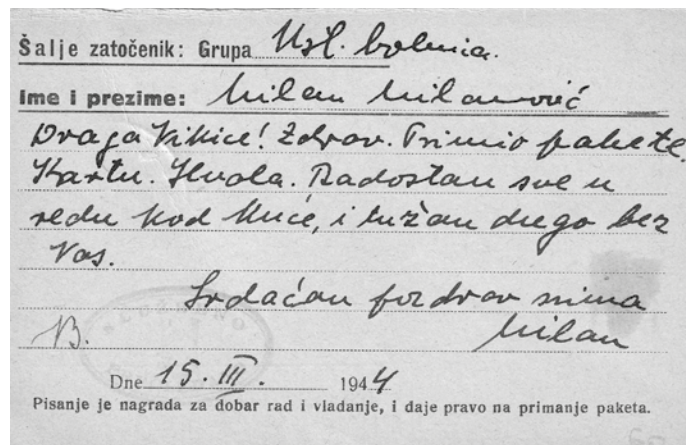 Šalje zatočenik: Grupa Usl. bolnica.
Ime i prezime: Milan Milanović
Draga Kikice! Zdrav. Primio pakete.
Kartu. Hvala. Radostan sve u
redu kod kuće, i tužan dugo bez
Vas.
Srdačan pozdrav svima
B. Milan
Dne 15. III. 1944
Pisanje je nagrada za dobar rad i vladanje, i daje pravo na primanje paketa.